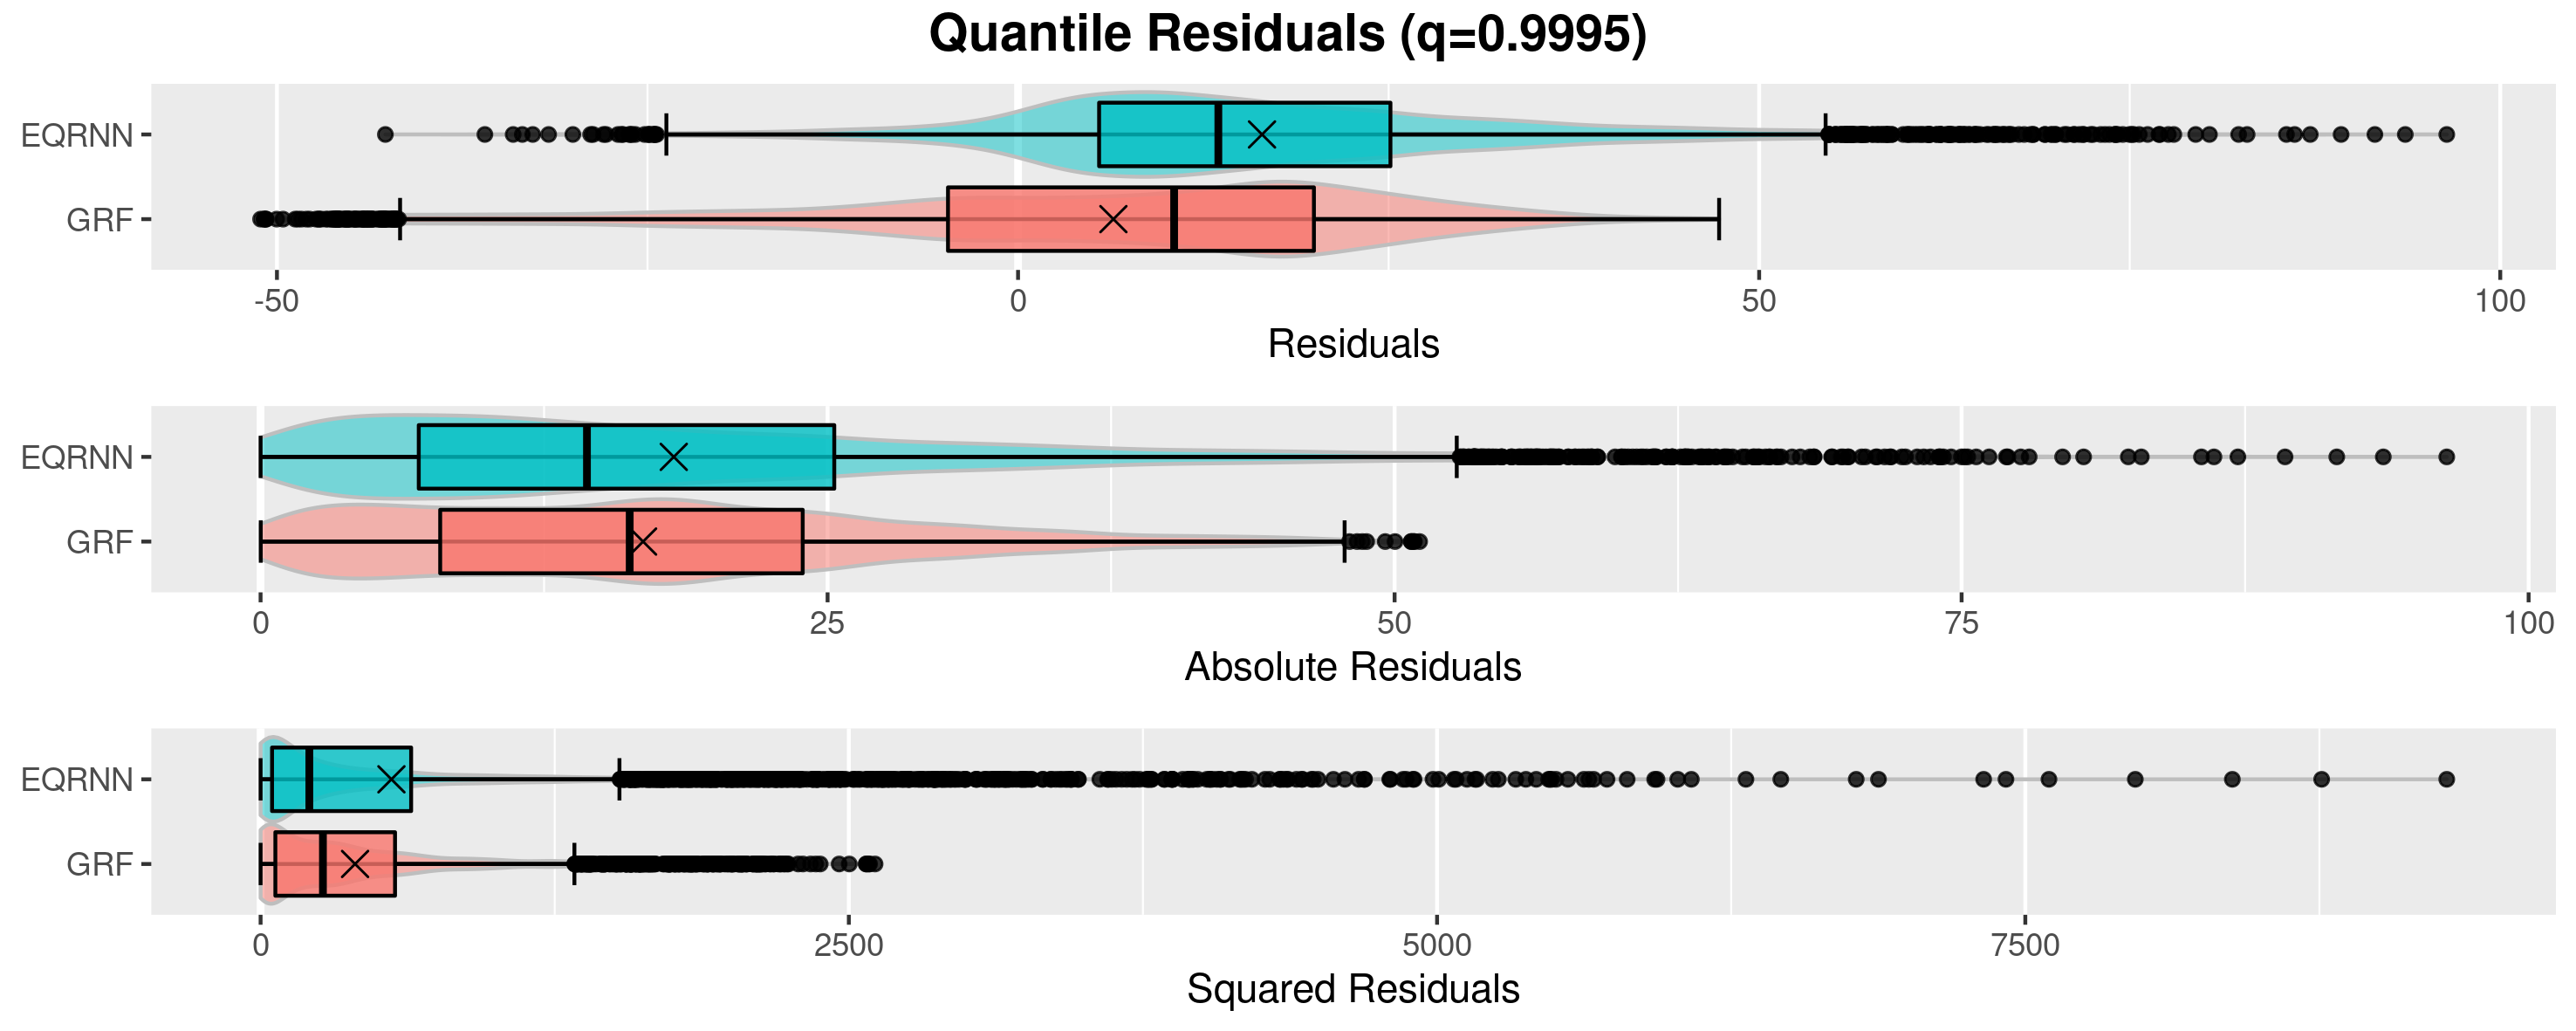 Quantile Residuals (q=0.9995)
EQRNN
GRF
-50 0 50 100
Residuals
EQRNN
GRF
0 25 50 75 100
Absolute Residuals
EQRNN
GRF
0 2500 5000 7500
Squared Residuals